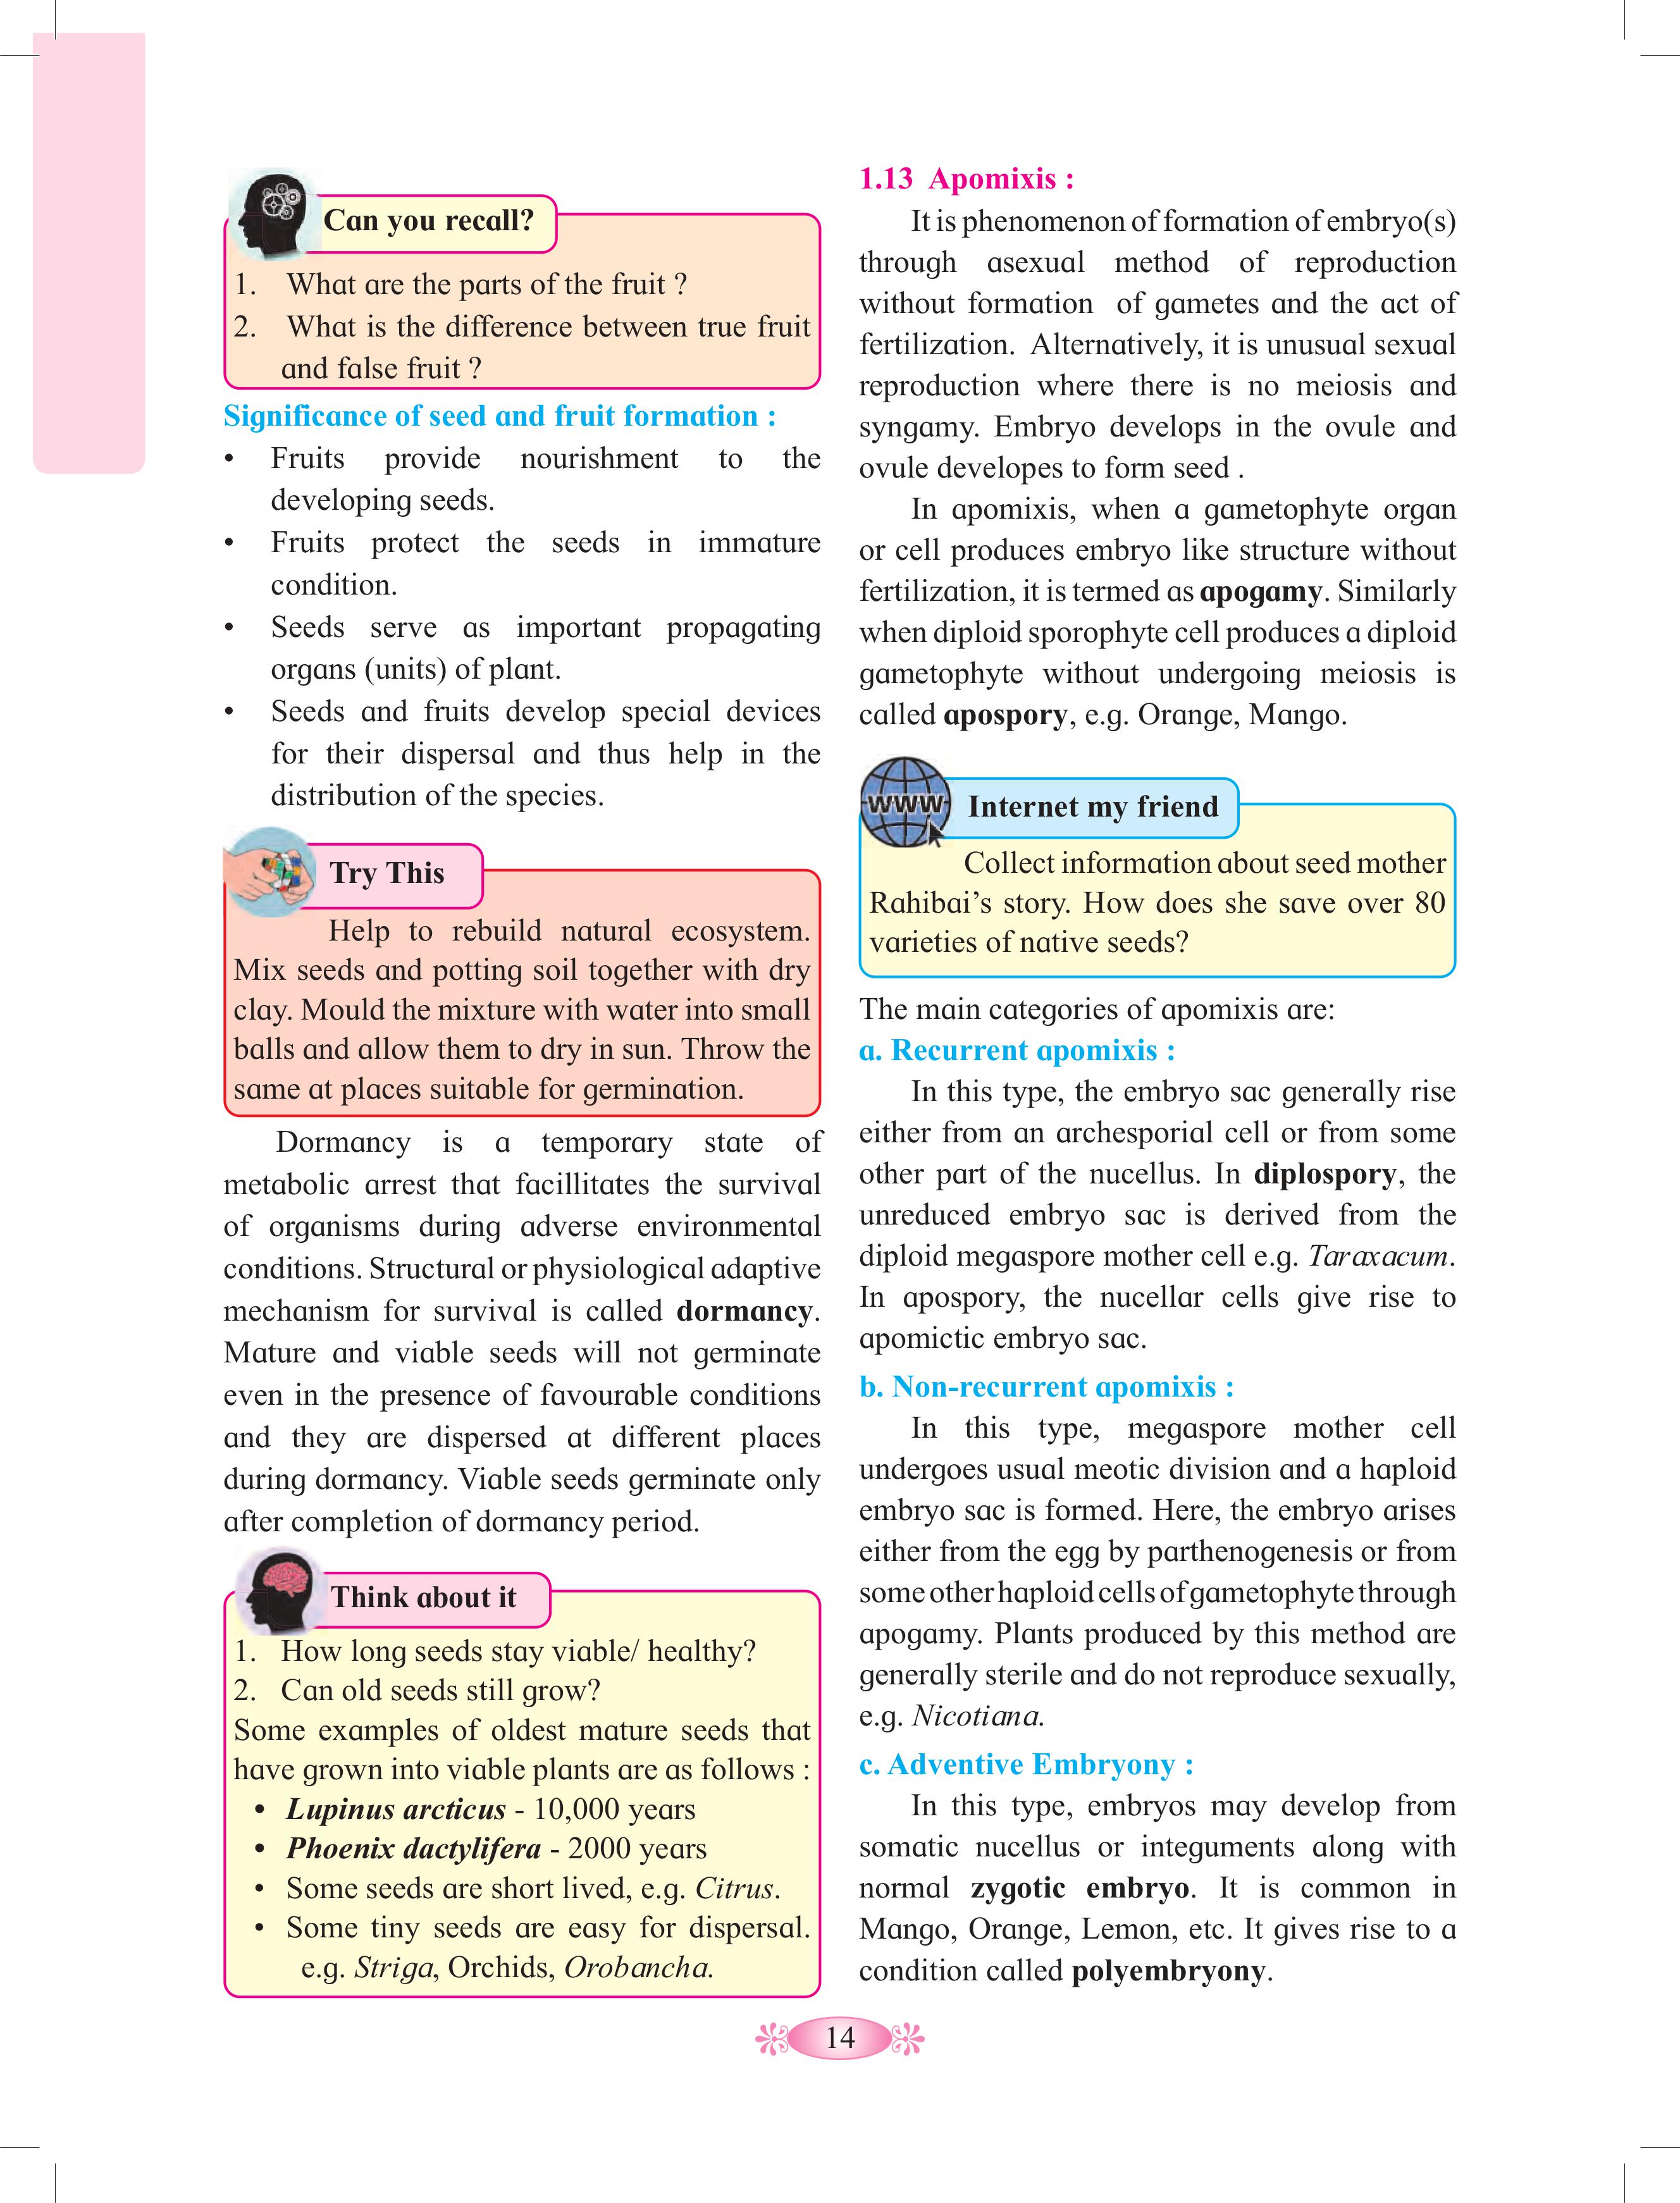 Can you recall?
1. What are the parts of the fruit ?
2. What is the difference between true fruit
and false fruit ?
Significance of seed and fruit formation :
• Fruits provide nourishment to the
developing seeds.
• Fruits protect the seeds in immature
condition.
• Seeds serve as important propagating
organs (units) of plant.
• Seeds and fruits develop special devices
for their dispersal and thus help in the
distribution of the species.
Try This
Help to rebuild natural ecosystem.
Mix seeds and potting soil together with dry
clay. Mould the mixture with water into small
balls and allow them to dry in sun. Throw the
same at places suitable for germination.
Dormancy is a temporary state of
metabolic arrest that facillitates the survival
of organisms during adverse environmental
conditions. Structural or physiological adaptive
mechanism for survival is called dormancy.
Mature and viable seeds will not germinate
even in the presence of favourable conditions
and they are dispersed at different places
during dormancy. Viable seeds germinate only
after completion of dormancy period.
Think about it
1. How long seeds stay viable/ healthy?
2. Can old seeds still grow?
Some examples of oldest mature seeds that
have grown into viable plants are as follows :
• Lupinus arcticus - 10,000 years
• Phoenix dactylifera - 2000 years
• Some seeds are short lived, e.g. Citrus.
• Some tiny seeds are easy for dispersal.
e.g. Striga, Orchids, Orobancha.
1.13 Apomixis :
It is phenomenon of formation of embryo(s)
through asexual method of reproduction
without formation of gametes and the act of
fertilization. Alternatively, it is unusual sexual
reproduction where there is no meiosis and
syngamy. Embryo develops in the ovule and
ovule developes to form seed .
In apomixis, when a gametophyte organ
or cell produces embryo like structure without
fertilization, it is termed as apogamy. Similarly
when diploid sporophyte cell produces a diploid
gametophyte without undergoing meiosis is
called apospory, e.g. Orange, Mango.
WWW
Internet my friend
Collect information about seed mother
Rahibai’s story. How does she save over 80
varieties of native seeds?
The main categories of apomixis are:
a. Recurrent apomixis :
In this type, the embryo sac generally rise
either from an archesporial cell or from some
other part of the nucellus. In diplospory, the
unreduced embryo sac is derived from the
diploid megaspore mother cell e.g. Taraxacum.
In apospory, the nucellar cells give rise to
apomictic embryo sac.
b. Non-recurrent apomixis :
In this type, megaspore mother cell
undergoes usual meotic division and a haploid
embryo sac is formed. Here, the embryo arises
either from the egg by parthenogenesis or from
some other haploid cells of gametophyte through
apogamy. Plants produced by this method are
generally sterile and do not reproduce sexually,
e.g. Nicotiana.
c. Adventive Embryony :
In this type, embryos may develop from
somatic nucellus or integuments along with
normal zygotic embryo. It is common in
Mango, Orange, Lemon, etc. It gives rise to a
condition called polyembryony.
14